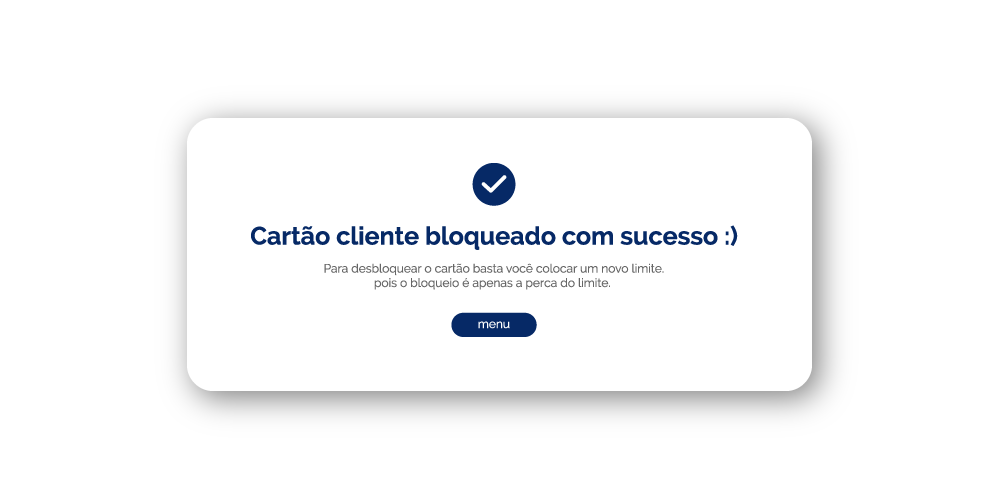 Cartão cliente bloqueado com sucesso :)
Para desbloquear o cartão basta você colocar um novo limite.
pois o bloqueio é apenas a perca do limite.
menu